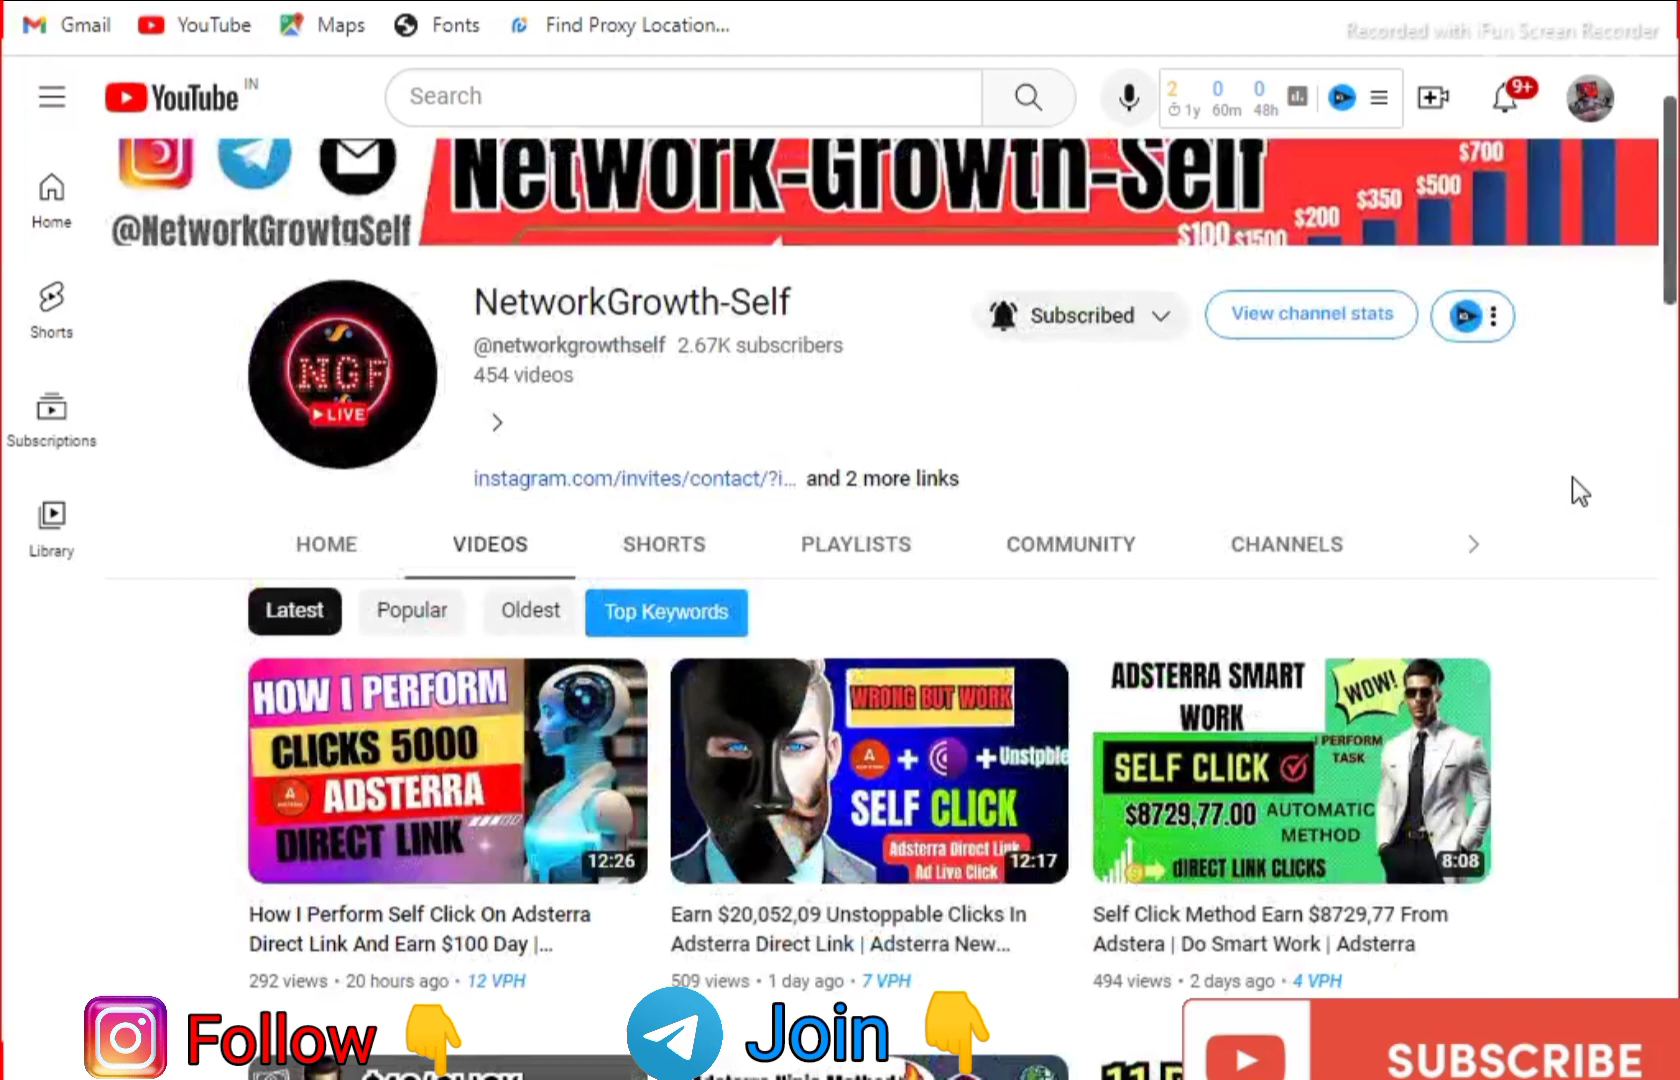 Gmail YouTube Maps Fonts Find Proxy Location...
Recorded with iFun Screen Recorder
YouTube IN
Search
2 0 0
1y 60m 48h
9+
Home
Shorts
Subscriptions
Library
Network-Growth-Self
@NetworkGrowtgSelf
$100 $1500 $200 $350 $500 $700
NGF
LIVE
NetworkGrowth-Self
@networkgrowthself 2.67K subscribers
454 videos
instagram.com/invites/contact/?i... and 2 more links
Subscribed
View channel stats
HOME VIDEOS SHORTS PLAYLISTS COMMUNITY CHANNELS
Latest Popular Oldest Top Keywords
HOW I PERFORM
CLICKS 5000
ADSTERRA
DIRECT LINK
12:26
How I Perform Self Click On Adsterra
Direct Link And Earn $100 Day |...
292 views • 20 hours ago • 12 VPH
WRONG BUT WORK
A + + Unstpble
SELF CLICK
Adsterra Direct Link
Ad Live Click
12:17
Earn $20,052,09 Unstoppable Clicks In
Adsterra Direct Link | Adsterra New...
509 views • 1 day ago • 7 VPH
ADSTERRA SMART
WORK
WOW!
I PERFORM
TASK
SELF CLICK
$8729,77.00 AUTOMATIC
METHOD
dIRECT LINK CLICKS
8:08
Self Click Method Earn $8729,77 From
Adstera | Do Smart Work | Adsterra
494 views • 2 days ago • 4 VPH
Follow
Join
SUBSCRIBE